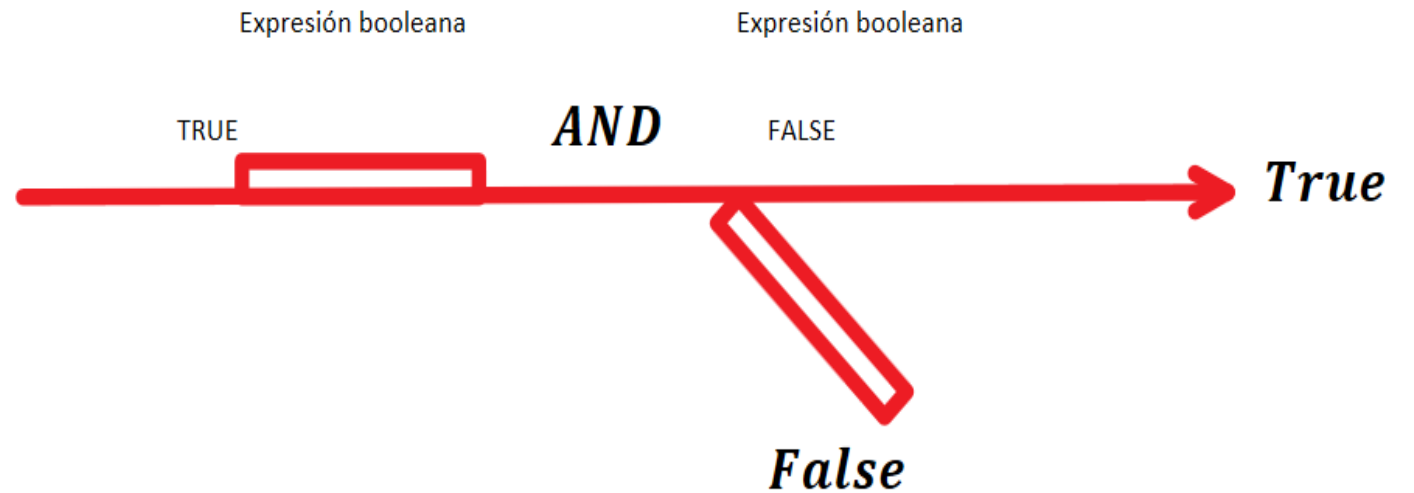 Expresión booleana
Expresión booleana
TRUE
AND
FALSE
True
False